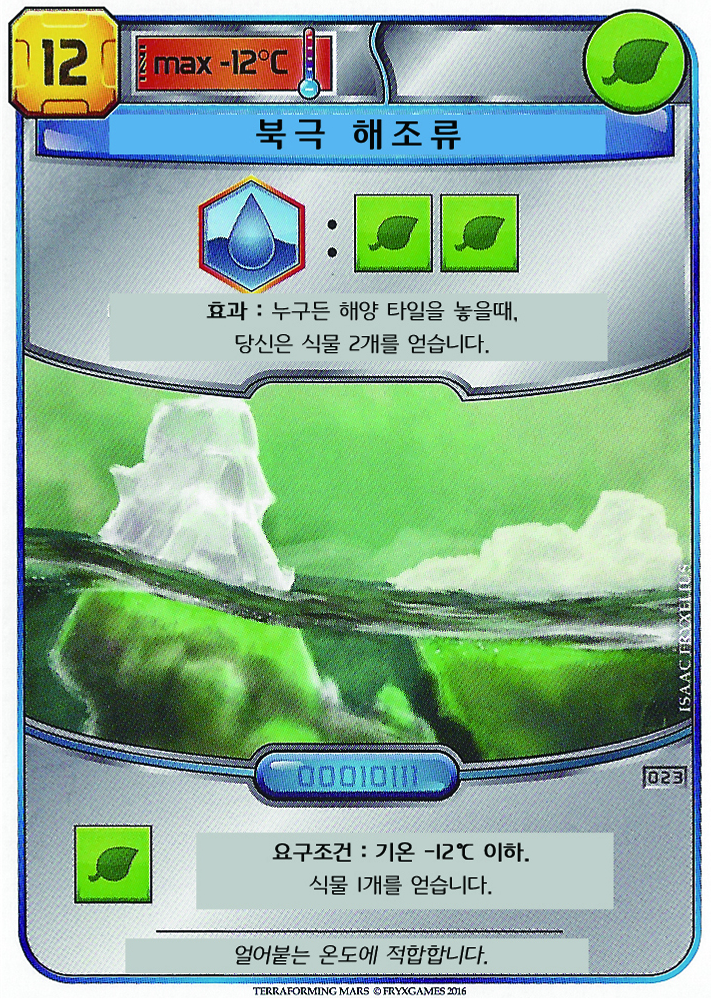 12
max -12°C
북극 해조류
효과 : 누구든 해양 타일을 놓을때,
당신은 식물 2개를 얻습니다.
ISAAC FRYXELIUS
00010111
023
요구조건 : 기온 -12℃ 이하.
식물 1개를 얻습니다.
얼어붙는 온도에 적합합니다.
TERRAFORMING MARS © FRYXGAMES 2016